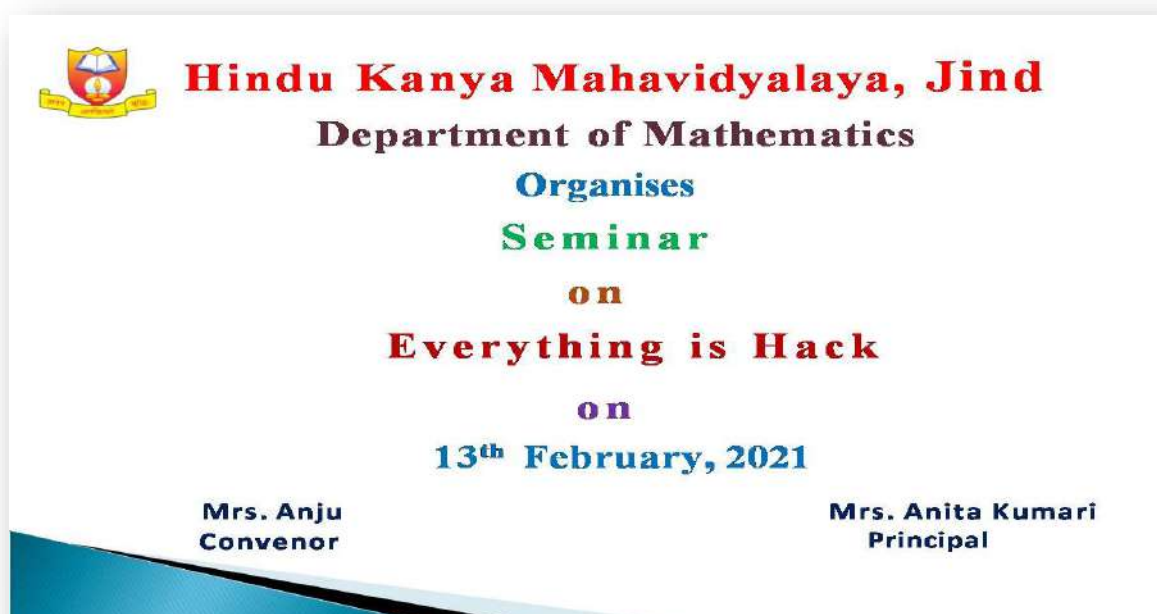 Hindu Kanya Mahavidyalaya, Jind
Department of Mathematics
Organises
Seminar
on
Everything is Hack
on
13th February, 2021
Mrs. Anju
Convenor
Mrs. Anita Kumari
Principal